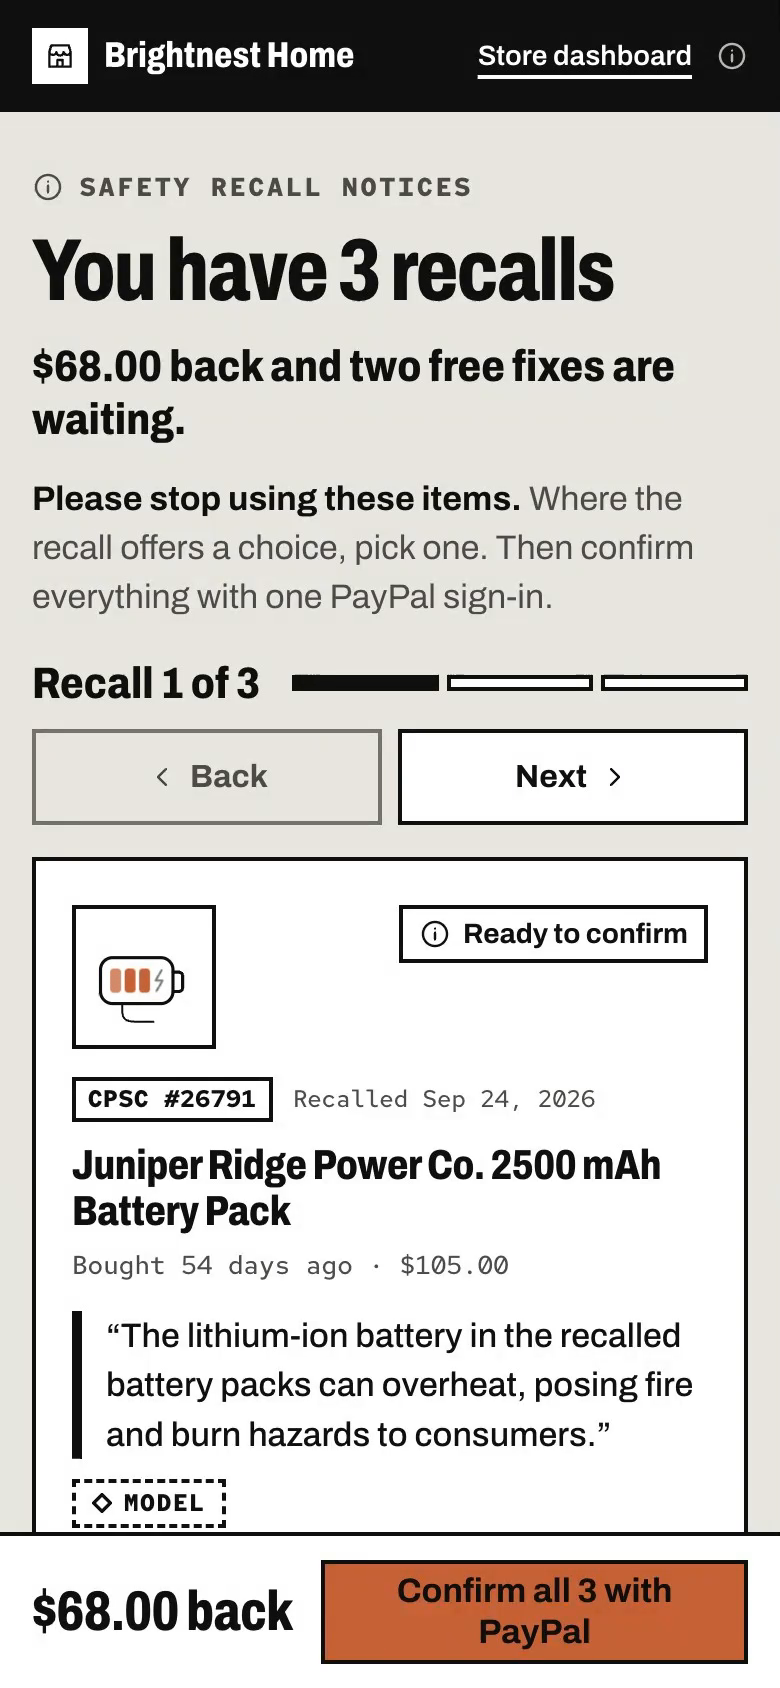 Brightnest Home
Store dashboard
SAFETY RECALL NOTICES
You have 3 recalls
$68.00 back and two free fixes are
waiting.
Please stop using these items. Where the
recall offers a choice, pick one. Then confirm
everything with one PayPal sign-in.
Recall 1 of 3
Back
Next
Ready to confirm
CPSC #26791
Recalled Sep 24, 2026
Juniper Ridge Power Co. 2500 mAh
Battery Pack
Bought 54 days ago · $105.00
“The lithium-ion battery in the recalled
battery packs can overheat, posing fire
and burn hazards to consumers.”
MODEL
$68.00 back
Confirm all 3 with
PayPal